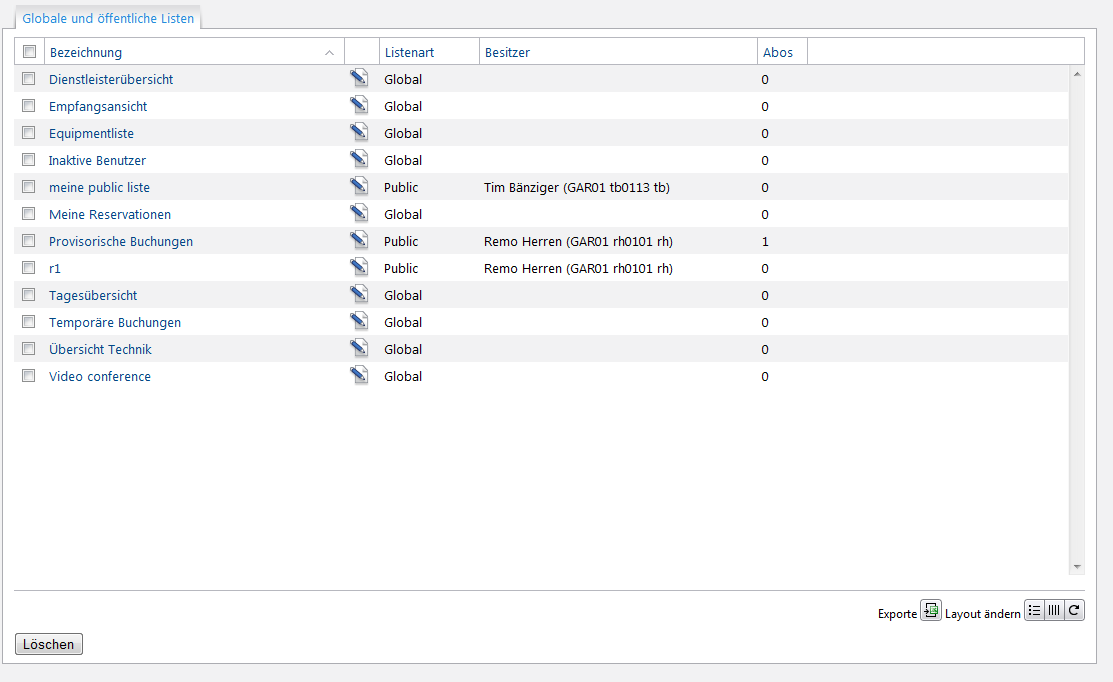 Globale und öffentliche Listen
Bezeichnung Listenart Besitzer Abos
Dienstleisterübersicht Global 0
Empfangsansicht Global 0
Equipmentliste Global 0
Inaktive Benutzer Global 0
meine public liste Public Tim Bänziger (GAR01 tb0113 tb) 0
Meine Reservationen Global 0
Provisorische Buchungen Public Remo Herren (GAR01 rh0101 rh) 1
r1 Public Remo Herren (GAR01 rh0101 rh) 0
Tagesübersicht Global 0
Temporäre Buchungen Global 0
Übersicht Technik Global 0
Video conference Global 0
Exporte Layout ändern
Löschen